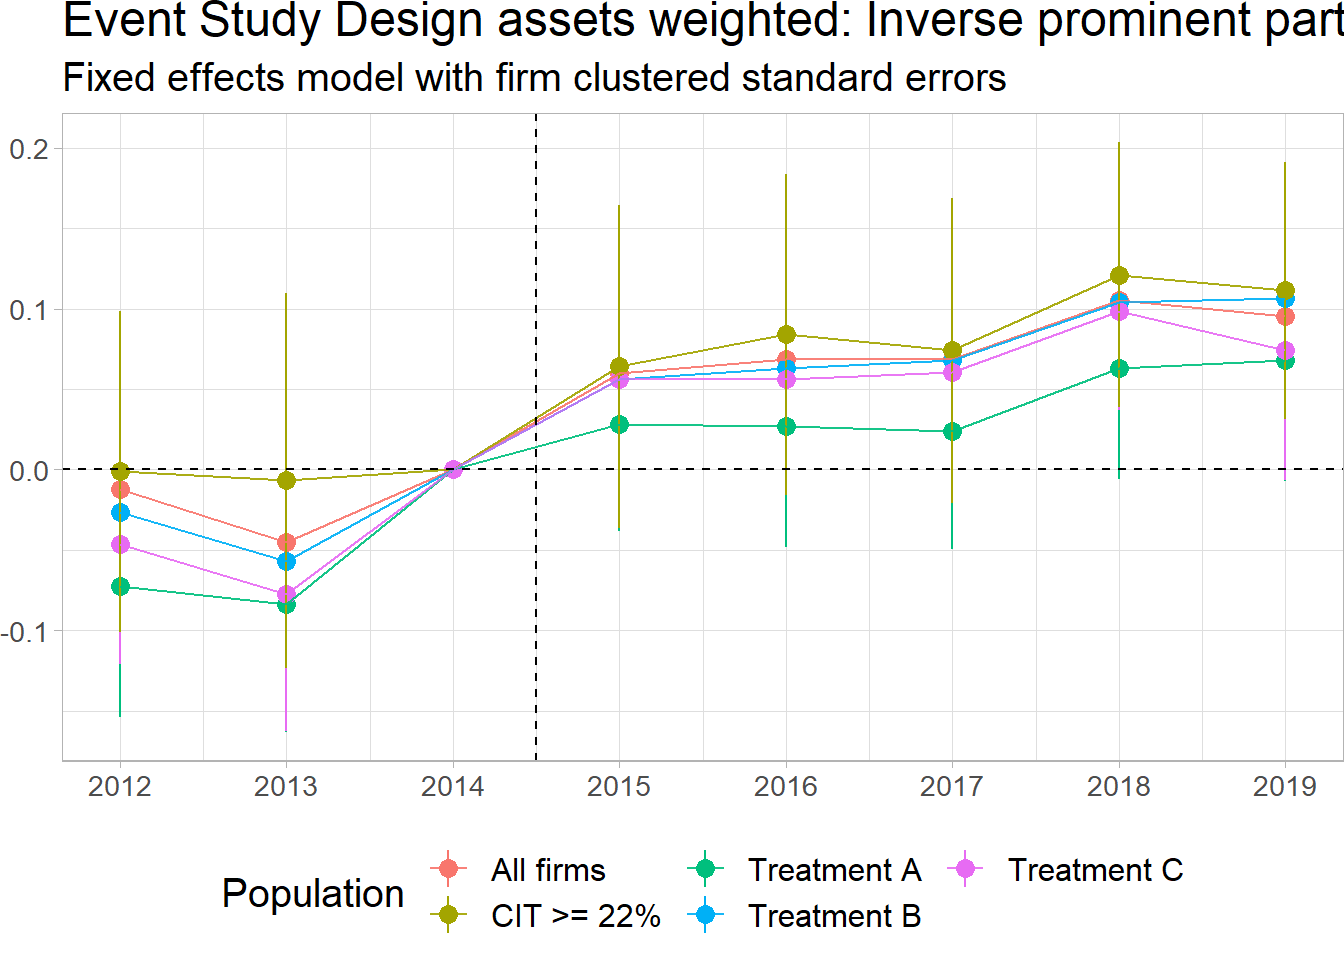 Event Study Design assets weighted: Inverse prominent part
Fixed effects model with firm clustered standard errors
0.2
0.1
0.0
-0.1
2012 2013 2014 2015 2016 2017 2018 2019
Population
All firms Treatment A Treatment C
CIT >= 22% Treatment B